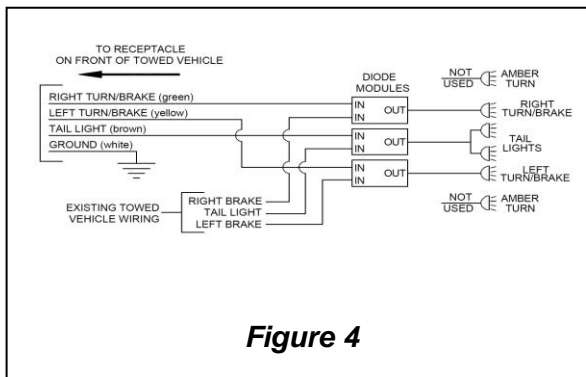 TO RECEPTACLE
ON FRONT OF TOWED VEHICLE
RIGHT TURN/BRAKE (green)
LEFT TURN/BRAKE (yellow)
TAIL LIGHT (brown)
GROUND (white)
EXISTING TOWED
VEHICLE WIRING
RIGHT BRAKE
TAIL LIGHT
LEFT BRAKE
DIODE
MODULES
IN
IN
OUT
IN
IN
OUT
IN
IN
OUT
NOT
USED
AMBER
TURN
RIGHT
TURN/BRAKE
TAIL
LIGHTS
LEFT
TURN/BRAKE
NOT
USED
AMBER
TURN
Figure 4